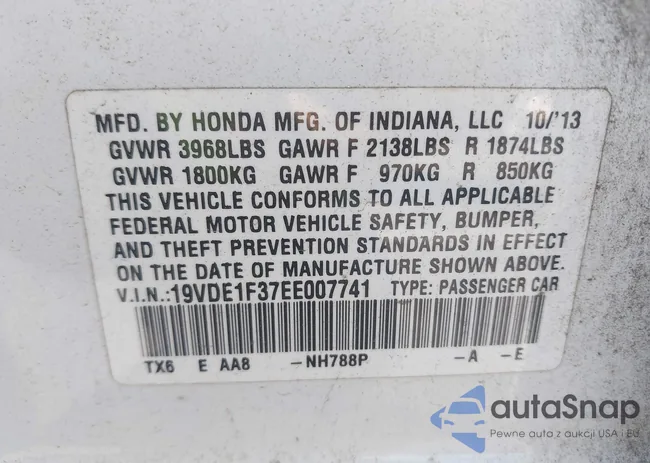 MFD. BY HONDA MFG. OF INDIANA, LLC 10/'13
GVWR 3968LBS GAWR F 2138LBS R 1874LBS
GVWR 1800KG GAWR F 970KG R 850KG
THIS VEHICLE CONFORMS TO ALL APPLICABLE
FEDERAL MOTOR VEHICLE SAFETY, BUMPER,
AND THEFT PREVENTION STANDARDS IN EFFECT
ON THE DATE OF MANUFACTURE SHOWN ABOVE.
V.I.N.:19VDE1F37EE007741 TYPE: PASSENGER CAR
TX6 E AA8 -NH788P -A -E
autoSnap
Pewne auta z aukcji USA i EU